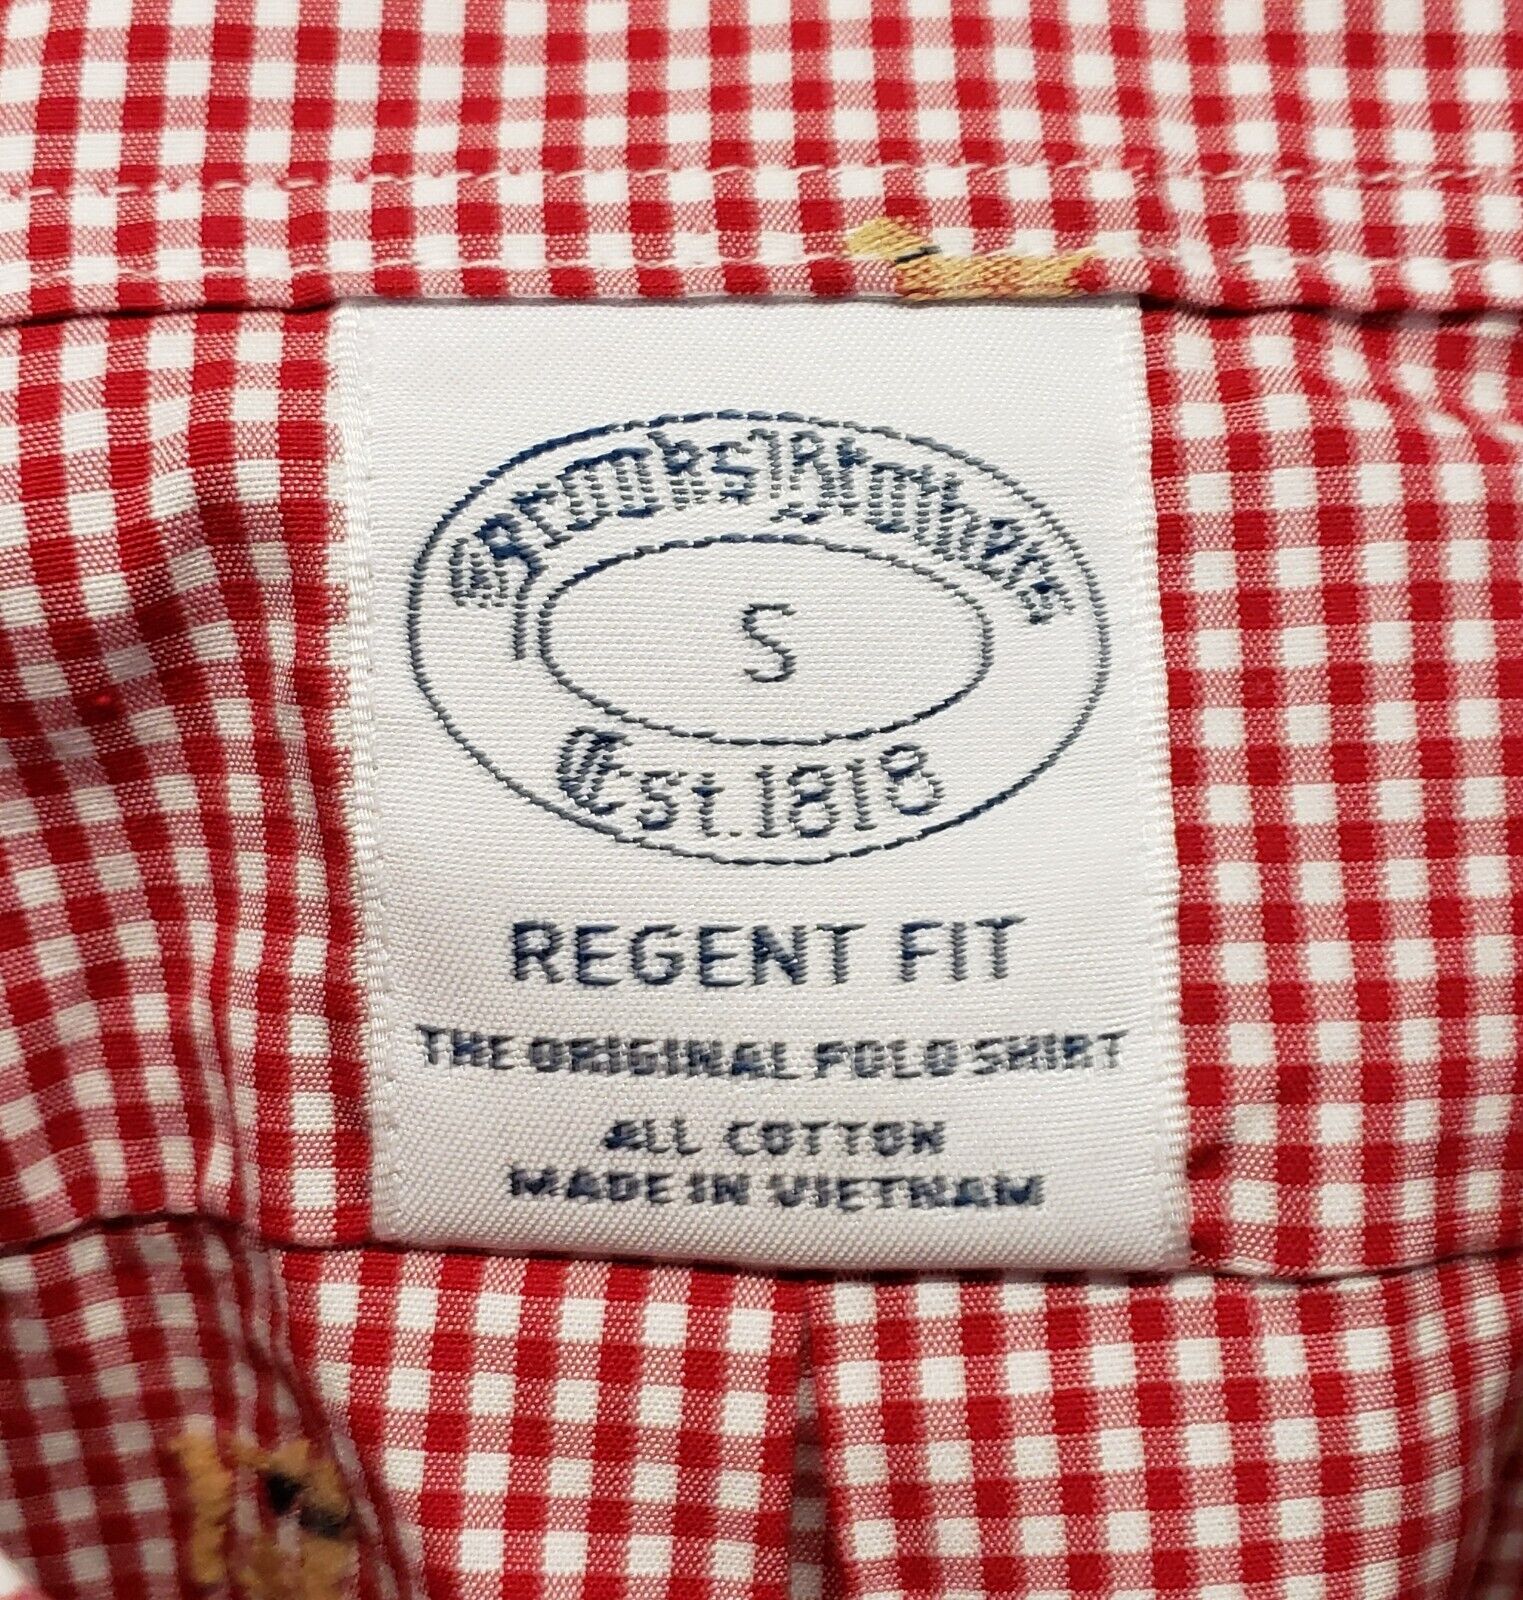 Brooks Brothers
S
Est. 1818
REGENT FIT
THE ORIGINAL POLO SHIRT
ALL COTTON
MADE IN VIETNAM